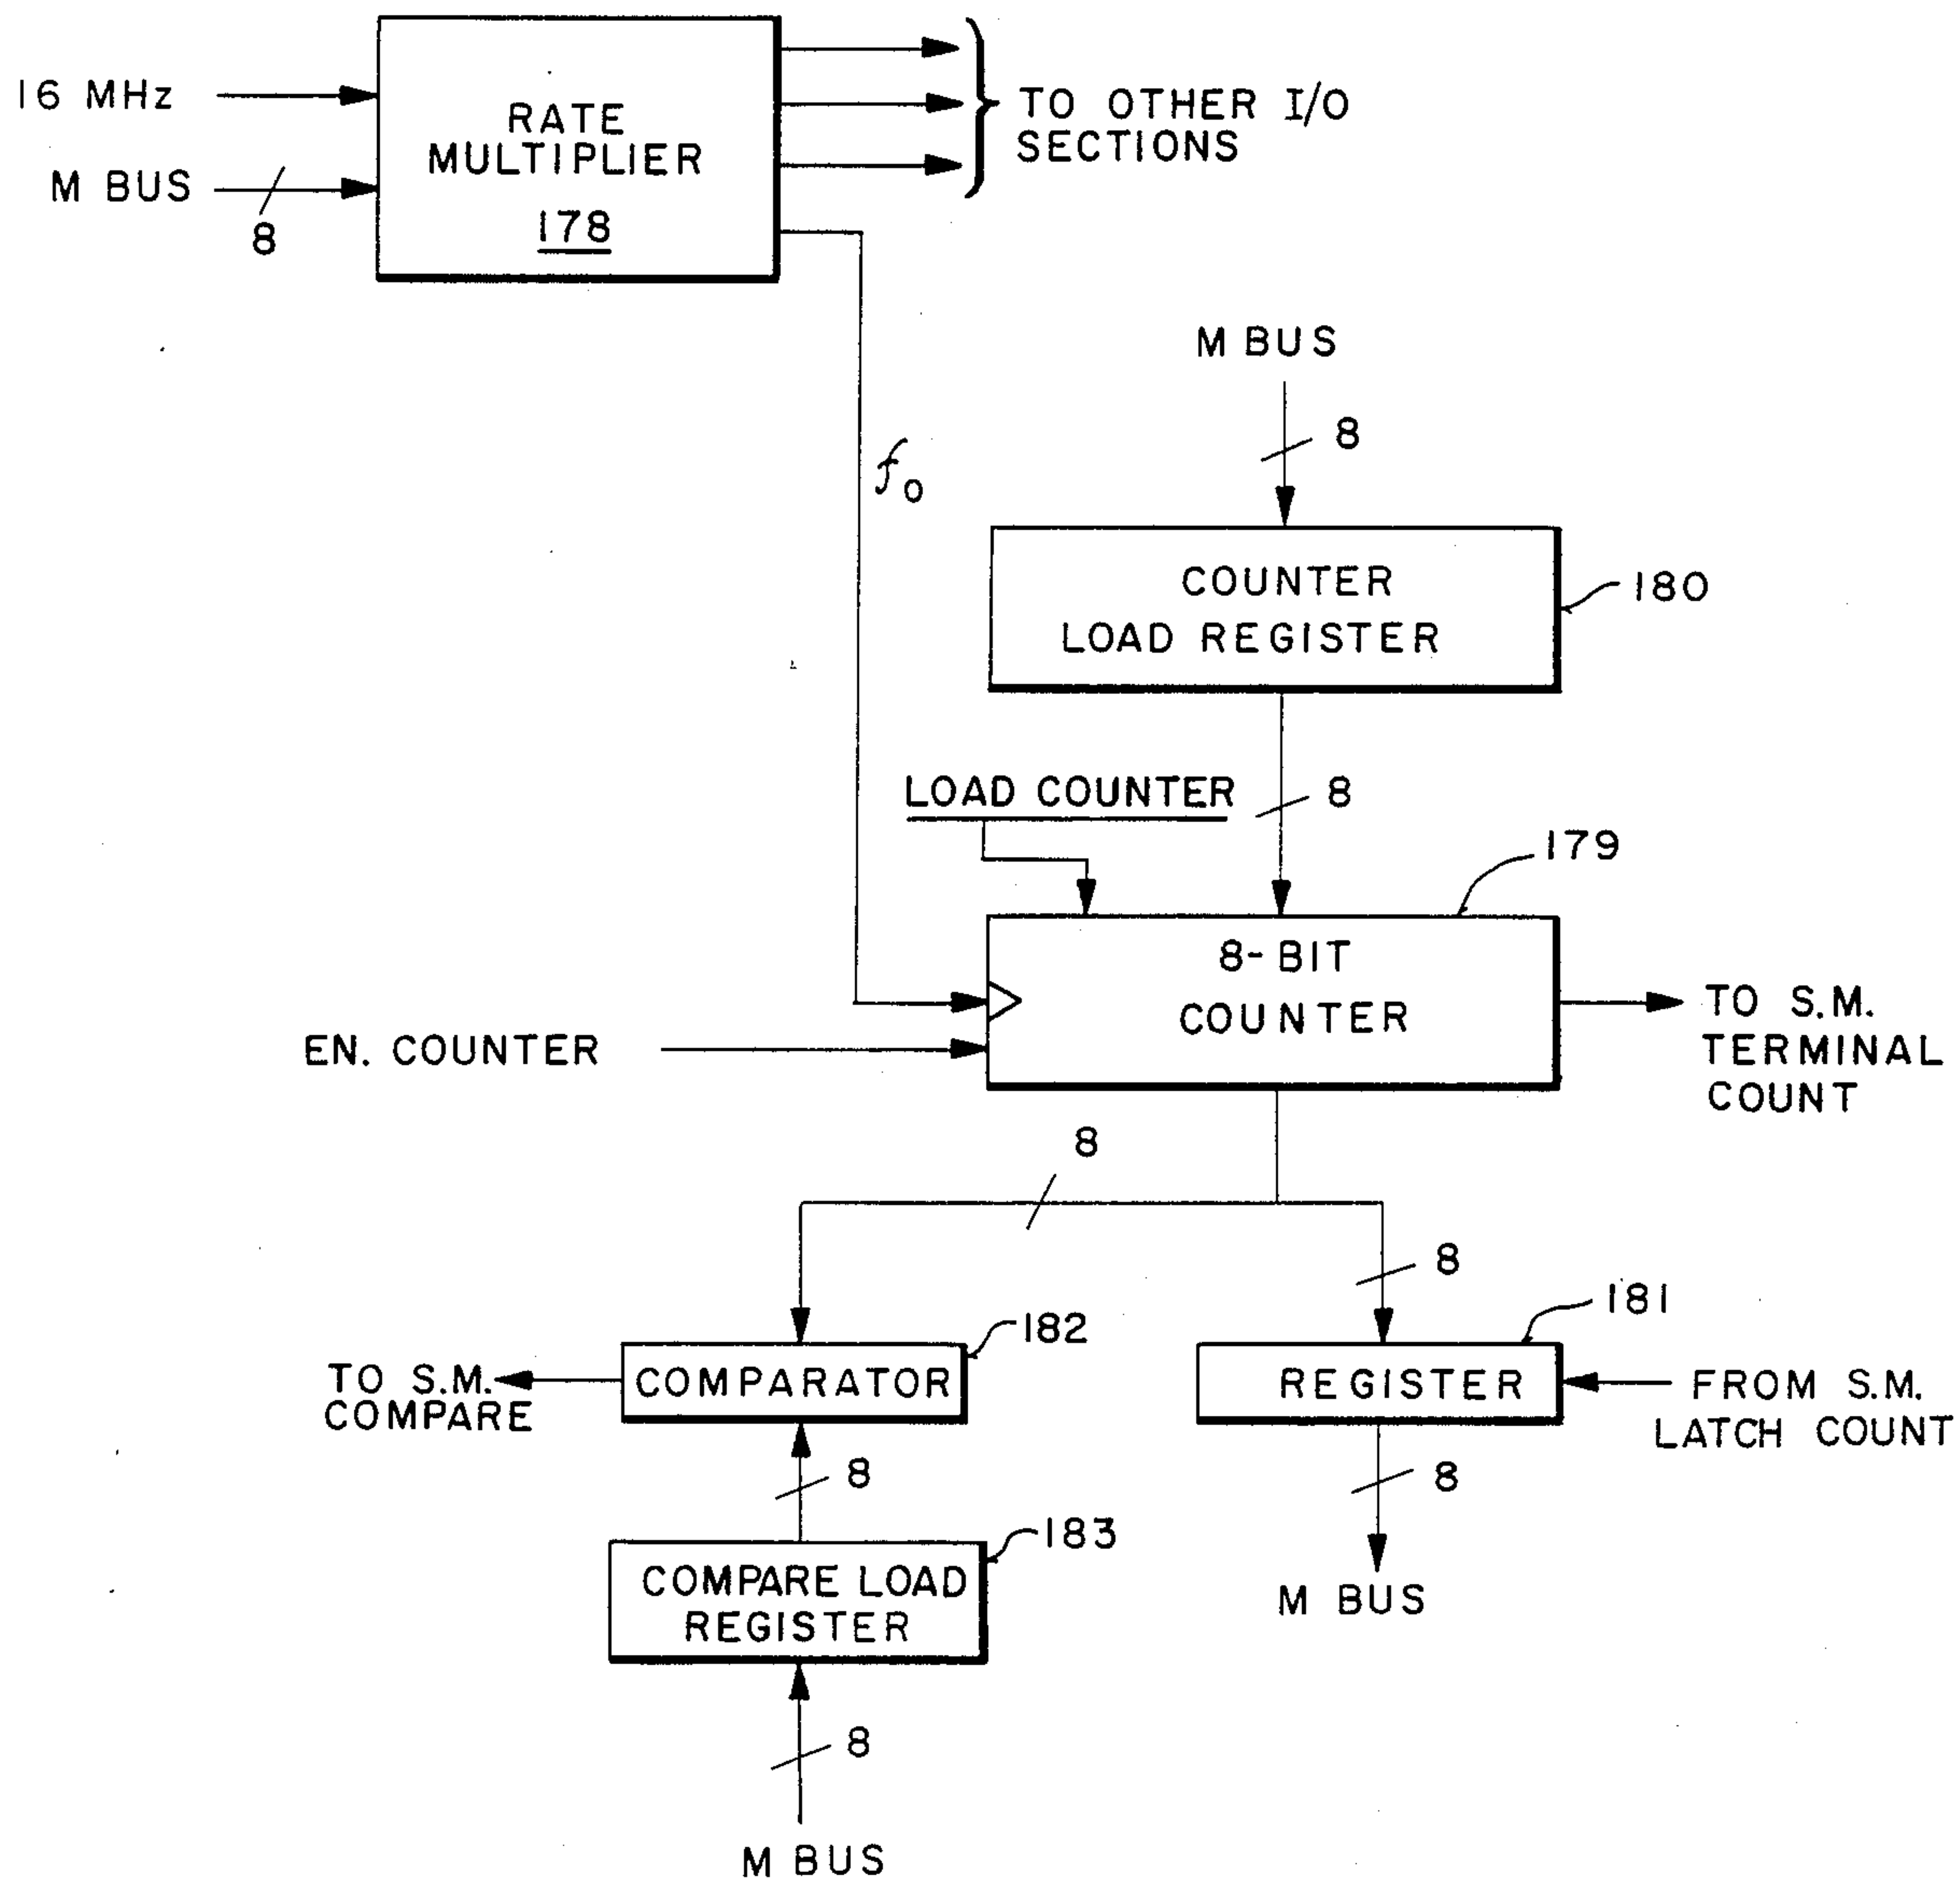 16 MHz
M BUS
8
RATE
MULTIPLIER
178
TO OTHER I/O
SECTIONS
f0
M BUS
8
COUNTER
LOAD REGISTER
180
LOAD COUNTER
8
179
8-BIT
COUNTER
EN. COUNTER
TO S.M.
TERMINAL
COUNT
8
8
182
181
TO S.M.
COMPARE
COMPARATOR
REGISTER
FROM S.M.
LATCH COUNT
8
8
183
COMPARE LOAD
REGISTER
M BUS
8
M BUS